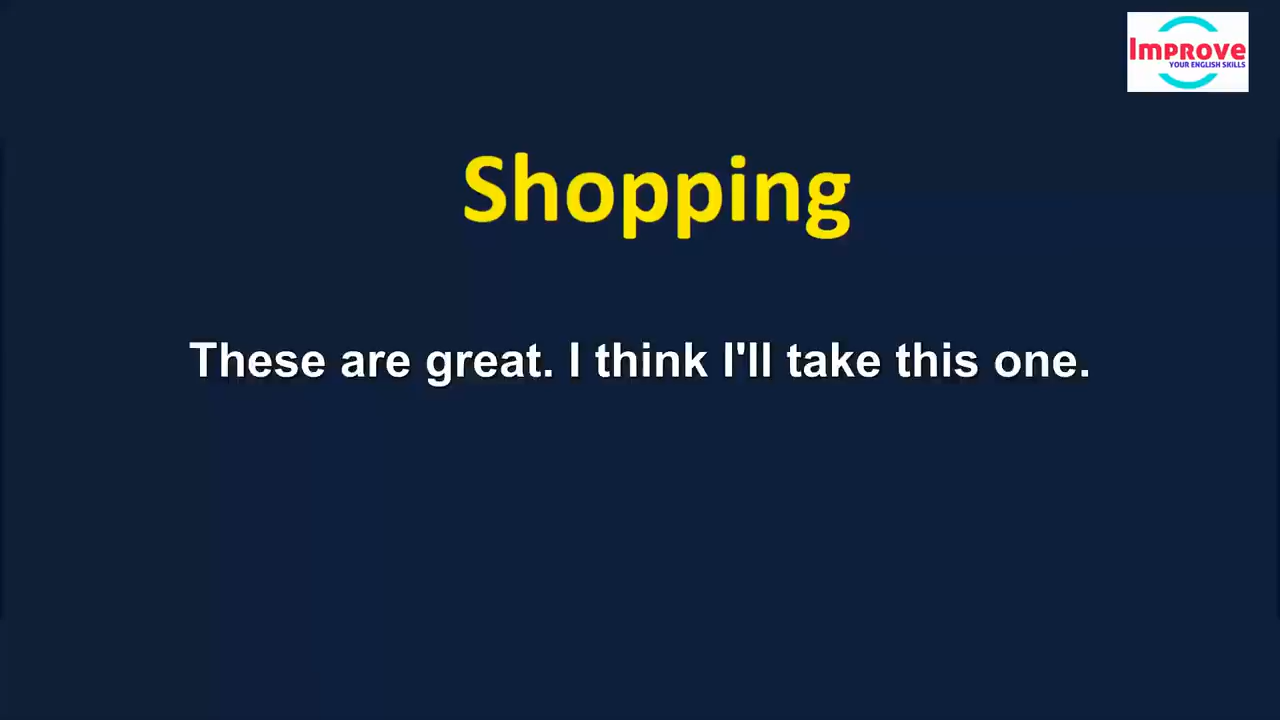 Improve
YOUR ENGLISH SKILLS
Shopping
These are great. I think I'll take this one.